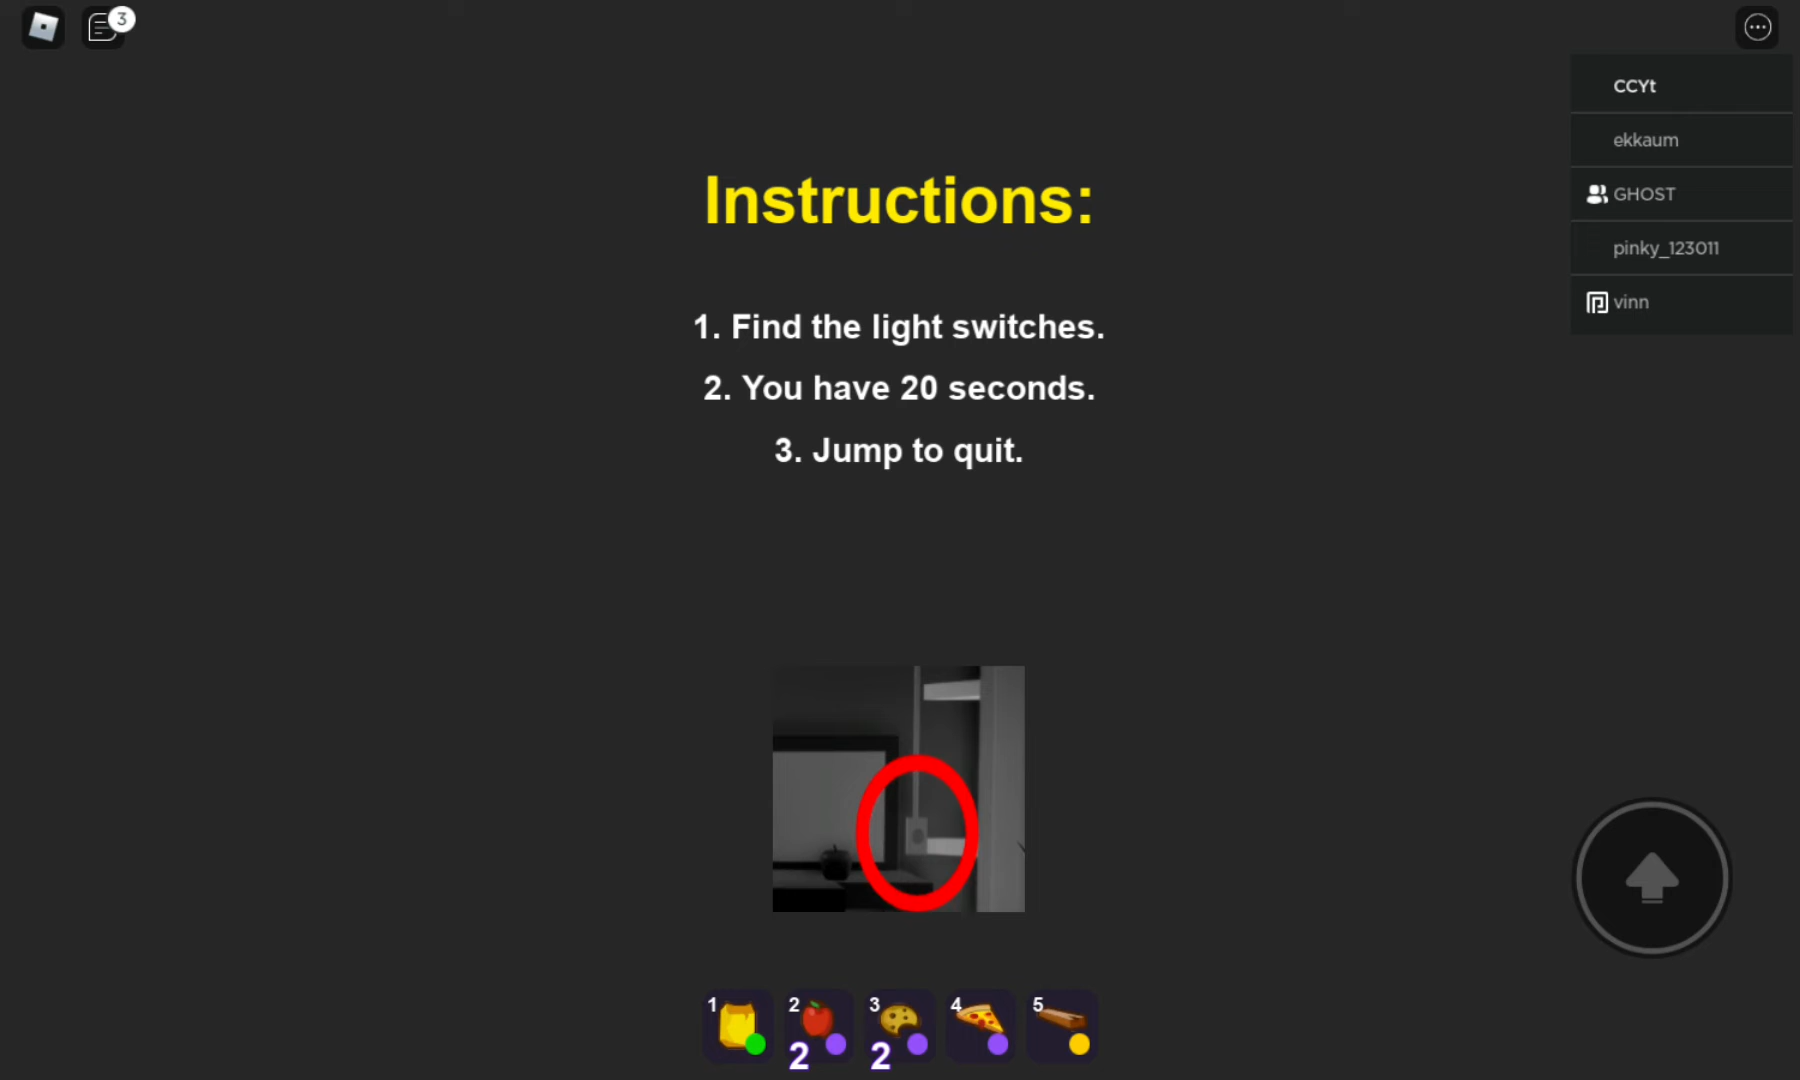 3
CCYt
ekkaum
GHOST
pinky_123011
vinn
Instructions:
1. Find the light switches.
2. You have 20 seconds.
3. Jump to quit.
1 2 3 4 5
2 2